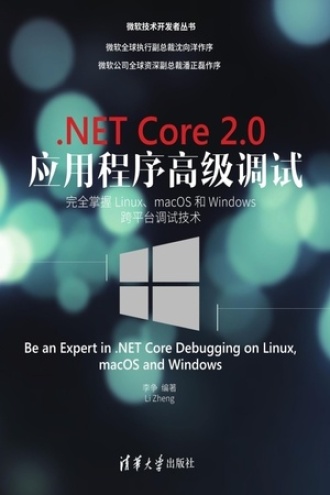 微软技术开发者丛书
微软全球执行副总裁沈向洋作序
微软公司全球资深副总裁潘正磊作序
.NET Core 2.0
应用程序高级调试
完全掌握 Linux、macOS 和 Windows
跨平台调试技术
Be an Expert in .NET Core Debugging on Linux,
macOS and Windows
李争 编著
Li Zheng
清华大学出版社